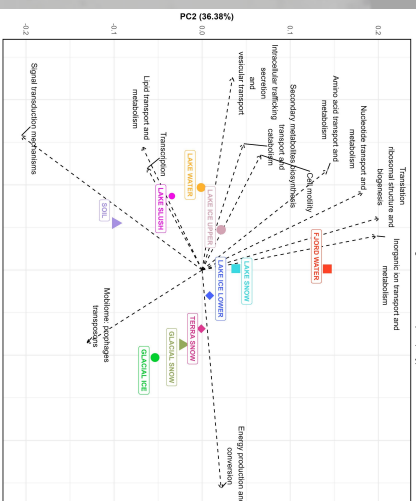 PC2 (36.38%)
-0.2
-0.1
0.0
0.1
0.2
Signal transduction mechanisms
Lipid transport and
metabolism
Transcription
Intracellular trafficking
and
secretion
vesicular transport
Secondary metabolites biosynthesis
transport and
catabolism
Cell motility
Amino acid transport and
metabolism
Nucleotide transport and
metabolism
Translation
ribosomal structure and
biogenesis
Inorganic ion transport and
metabolism
Mobilome: prophages
transposons
Energy production and
conversion
LAKE WATER
LAKE SLUSH
LAKE ICE UPPER
SOIL
FJORD WATER
LAKE SNOW
LAKE ICE LOWER
TERRA SNOW
GLACIAL SNOW
GLACIAL ICE